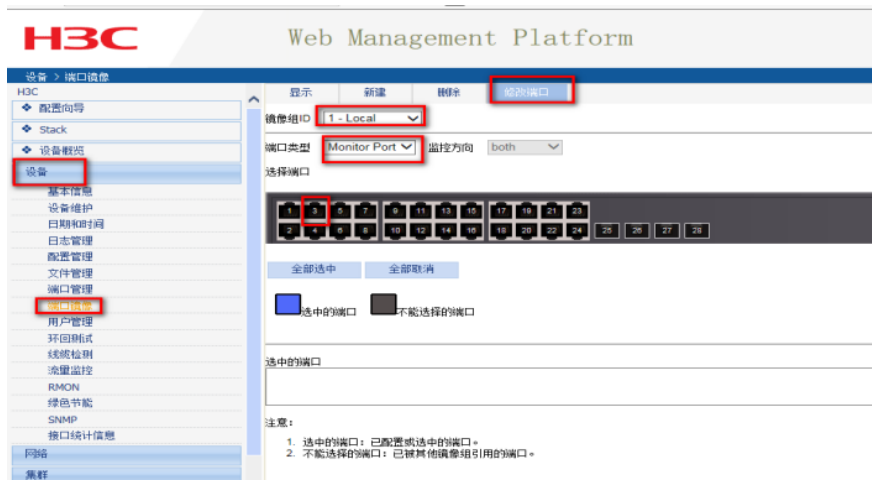 H3C
Web Management Platform
设备 > 端口镜像
H3C
配置向导
Stack
设备概览
设备
基本信息
设备维护
日期和时间
日志管理
配置管理
文件管理
端口管理
端口镜像
用户管理
环回测试
线缆检测
流量监控
RMON
绿色节能
SNMP
接口统计信息
网络
集群
显示 新建 删除 修改端口
镜像组ID 1 - Local
端口类型 Monitor Port 监控方向 both
选择端口
1 3 5 7 9 11 13 15 17 19 21 23
2 4 6 8 10 12 14 16 18 20 22 24 25 26 27 28
全部选中 全部取消
选中的端口 不能选择的端口
选中的端口
注意：
1. 选中的端口：已配置或选中的端口。
2. 不能选择的端口：已被其他镜像组引用的端口。